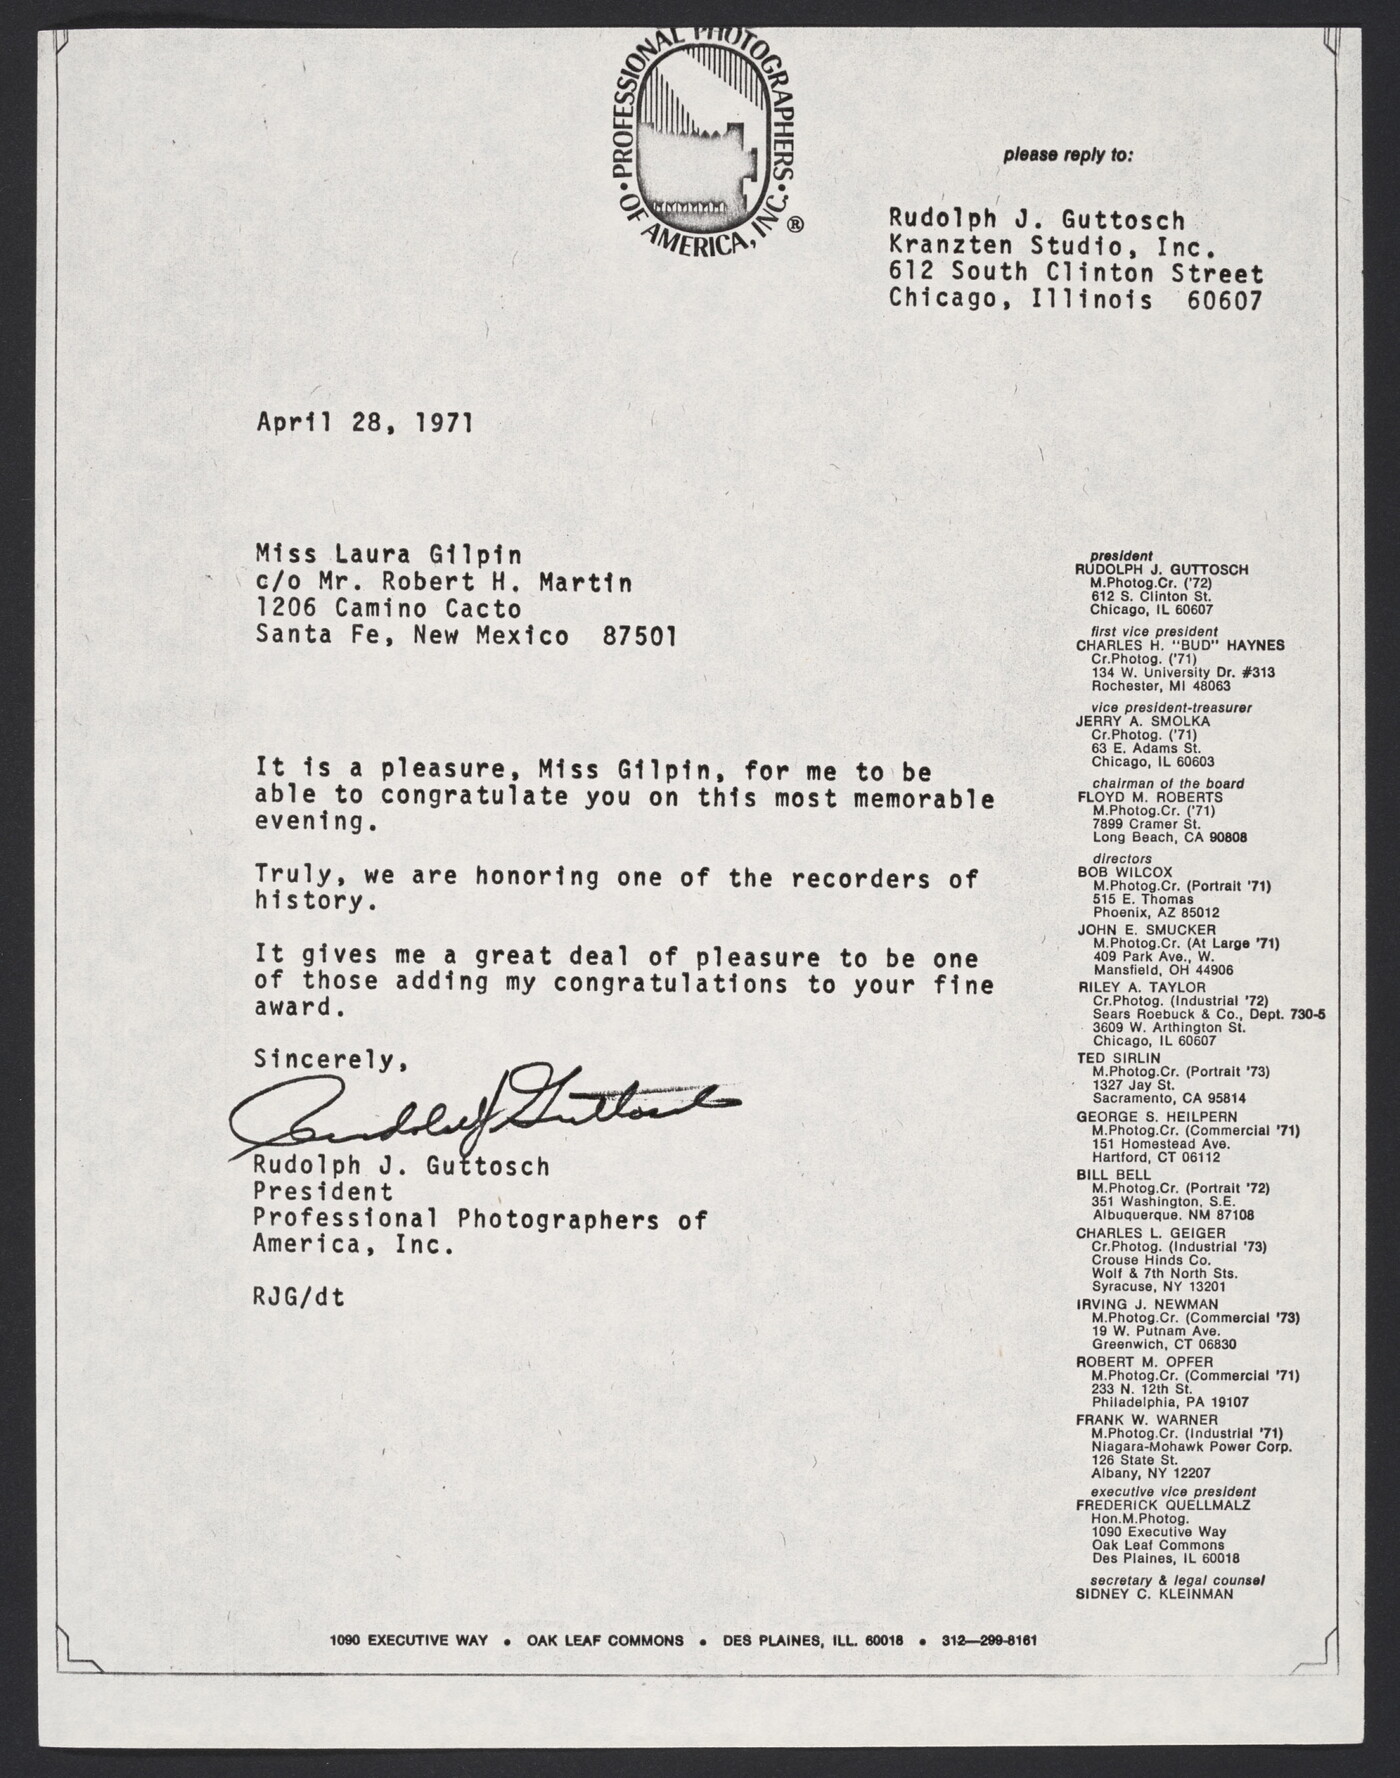 PROFESSIONAL PHOTOGRAPHERS
OF AMERICA, INC. ®
please reply to:
Rudolph J. Guttosch
Kranzten Studio, Inc.
612 South Clinton Street
Chicago, Illinois 60607
April 28, 1971
Miss Laura Gilpin
c/o Mr. Robert H. Martin
1206 Camino Cacto
Santa Fe, New Mexico 87501
It is a pleasure, Miss Gilpin, for me to be
able to congratulate you on this most memorable
evening.
Truly, we are honoring one of the recorders of
history.
It gives me a great deal of pleasure to be one
of those adding my congratulations to your fine
award.
Sincerely,
Rudolph J Guttosch
Rudolph J. Guttosch
President
Professional Photographers of
America, Inc.
RJG/dt
president
RUDOLPH J. GUTTOSCH
M.Photog.Cr. ('72)
612 S. Clinton St.
Chicago, IL 60607
first vice president
CHARLES H. "BUD" HAYNES
Cr.Photog. ('71)
134 W. University Dr. #313
Rochester, MI 48063
vice president-treasurer
JERRY A. SMOLKA
Cr.Photog. ('71)
63 E. Adams St.
Chicago, IL 60603
chairman of the board
FLOYD M. ROBERTS
M.Photog.Cr. ('71)
7899 Cramer St.
Long Beach, CA 90808
directors
BOB WILCOX
M.Photog.Cr. (Portrait '71)
515 E. Thomas
Phoenix, AZ 85012
JOHN E. SMUCKER
M.Photog.Cr. (At Large '71)
409 Park Ave., W.
Mansfield, OH 44906
RILEY A. TAYLOR
Cr.Photog. (Industrial '72)
Sears Roebuck & Co., Dept. 730-5
3609 W. Arthington St.
Chicago, IL 60607
TED SIRLIN
M.Photog.Cr. (Portrait '73)
1327 Jay St.
Sacramento, CA 95814
GEORGE S. HEILPERN
M.Photog.Cr. (Commercial '71)
151 Homestead Ave.
Hartford, CT 06112
BILL BELL
M.Photog.Cr. (Portrait '72)
351 Washington, S.E.
Albuquerque, NM 87108
CHARLES L. GEIGER
Cr.Photog. (Industrial '73)
Crouse Hinds Co.
Wolf & 7th North Sts.
Syracuse, NY 13201
IRVING J. NEWMAN
M.Photog.Cr. (Commercial '73)
19 W. Putnam Ave.
Greenwich, CT 06830
ROBERT M. OPFER
M.Photog.Cr. (Commercial '71)
233 N. 12th St.
Philadelphia, PA 19107
FRANK W. WARNER
M.Photog.Cr. (Industrial '71)
Niagara-Mohawk Power Corp.
126 State St.
Albany, NY 12207
executive vice president
FREDERICK QUELLMALZ
Hon.M.Photog.
1090 Executive Way
Oak Leaf Commons
Des Plaines, IL 60018
secretary & legal counsel
SIDNEY C. KLEINMAN
1090 EXECUTIVE WAY • OAK LEAF COMMONS • DES PLAINES, ILL. 60018 • 312—299-8161